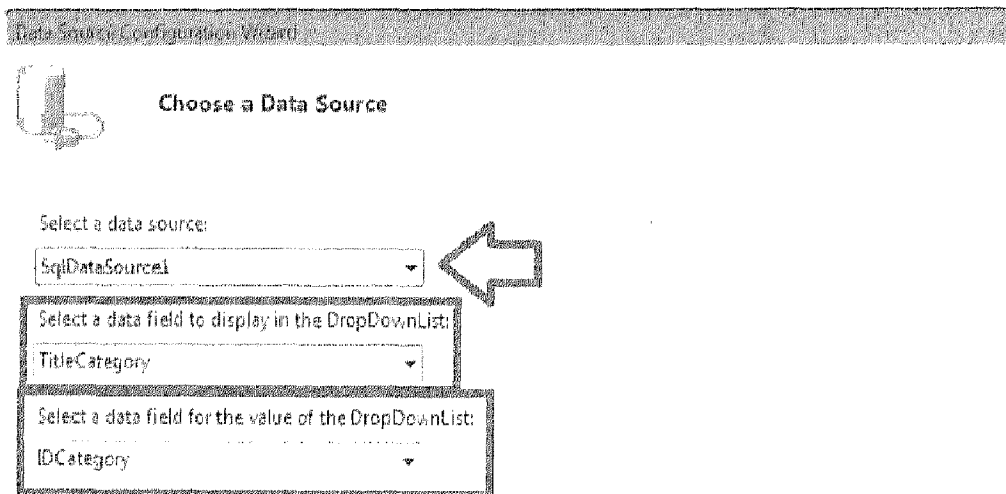 Data Source Configuration Wizard
Choose a Data Source
Select a data source:
SqlDataSource1
Select a data field to display in the DropDownList:
TitleCategory
Select a data field for the value of the DropDownList:
IDCategory